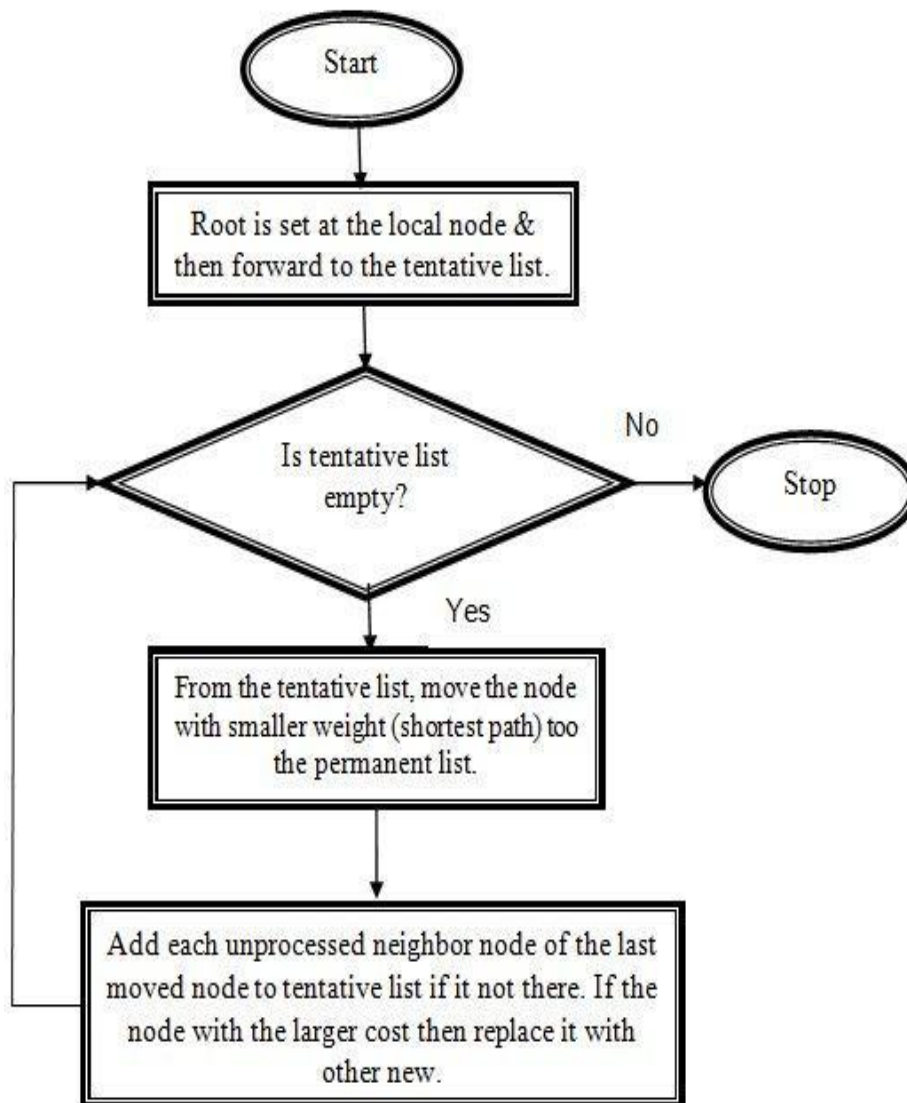 Start
Root is set at the local node &
then forward to the tentative list.
Is tentative list
empty?
No
Stop
Yes
From the tentative list, move the node
with smaller weight (shortest path) too
the permanent list.
Add each unprocessed neighbor node of the last
moved node to tentative list if it not there. If the
node with the larger cost then replace it with
other new.